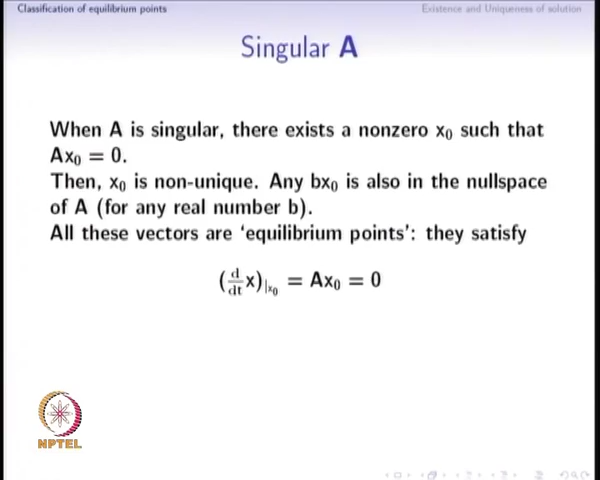 Classification of equilibrium points
Existence and Uniqueness of solution
Singular A
When A is singular, there exists a nonzero x₀ such that
Ax₀ = 0.
Then, x₀ is non-unique. Any bx₀ is also in the nullspace
of A (for any real number b).
All these vectors are ‘equilibrium points’: they satisfy
(d/dt x)|x₀ = Ax₀ = 0
NPTEL